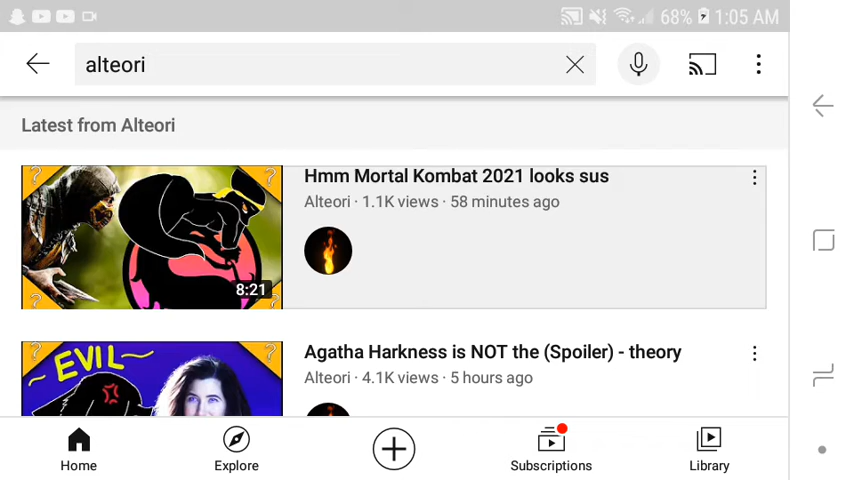 68% 1:05 AM
alteori
Latest from Alteori
Hmm Mortal Kombat 2021 looks sus
Alteori · 1.1K views · 58 minutes ago
8:21
~EVIL~
Agatha Harkness is NOT the (Spoiler) - theory
Alteori · 4.1K views · 5 hours ago
Home
Explore
Subscriptions
Library